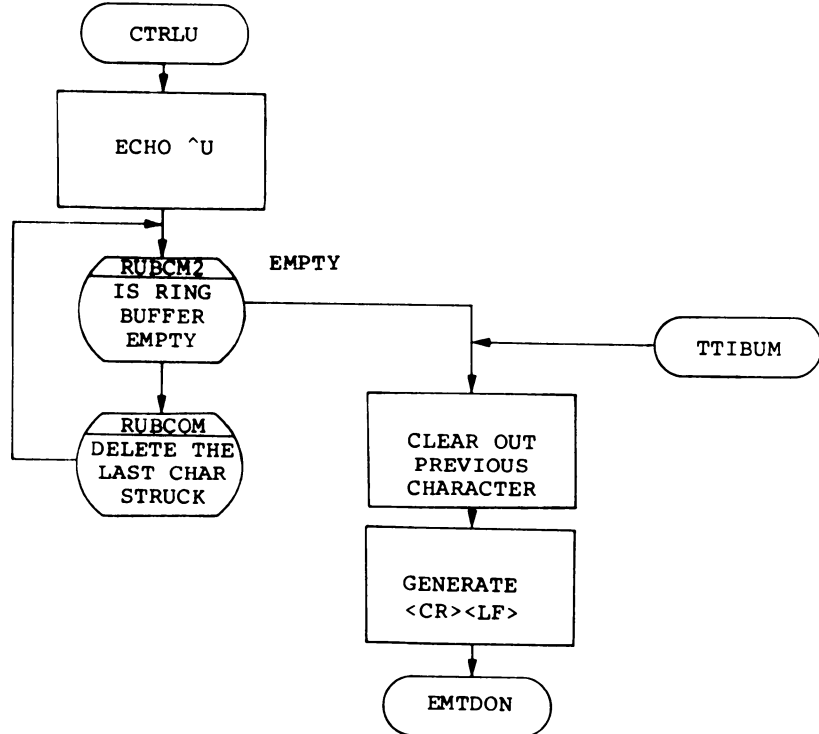 CTRLU
ECHO ^U
RUBCM2
IS RING
BUFFER
EMPTY
EMPTY
RUBCOM
DELETE THE
LAST CHAR
STRUCK
TTIBUM
CLEAR OUT
PREVIOUS
CHARACTER
GENERATE
<CR><LF>
EMTDON